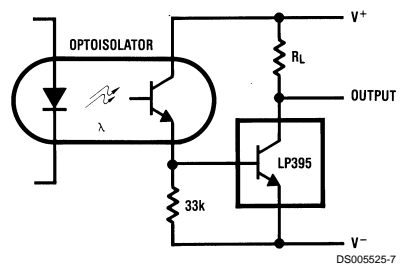 V+
OPTOISOLATOR
RL
OUTPUT
λ
LP395
33k
V−
DS005525-7